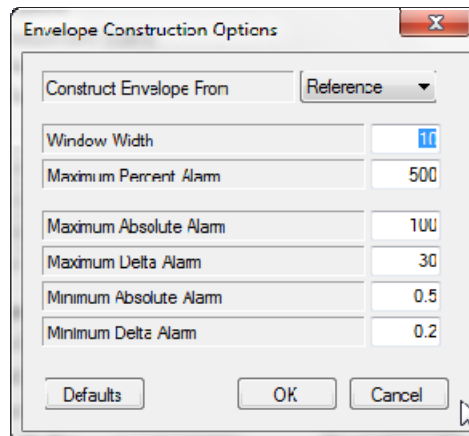 Envelope Construction Options
Construct Envelope From Reference
Window Width 10
Maximum Percent Alarm 500
Maximum Absolute Alarm 100
Maximum Delta Alarm 30
Minimum Absolute Alarm 0.5
Minimum Delta Alarm 0.2
Defaults OK Cancel